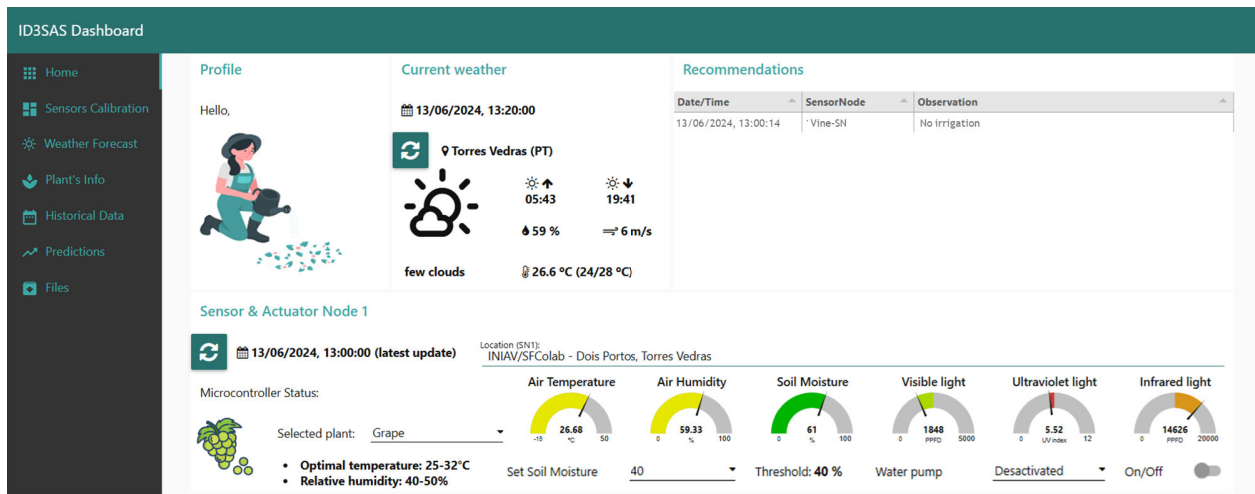 ID3SAS Dashboard
Home
Sensors Calibration
Weather Forecast
Plant's Info
Historical Data
Predictions
Files
Profile
Hello,
Current weather
13/06/2024, 13:20:00
Torres Vedras (PT)
05:43 19:41
59 % 6 m/s
few clouds 26.6 ºC (24/28 ºC)
Recommendations
Date/Time SensorNode Observation
13/06/2024, 13:00:14 Vine-SN No irrigation
Sensor & Actuator Node 1
13/06/2024, 13:00:00 (latest update)
Location (SN1):
INIAV/SFColab - Dois Portos, Torres Vedras
Microcontroller Status:
Selected plant: Grape
• Optimal temperature: 25-32°C
• Relative humidity: 40-50%
Air Temperature Air Humidity Soil Moisture Visible light Ultraviolet light Infrared light
26.68 59.33 61 1848 5.52 14626
-15 ºC 50 0 % 100 0 % 100 0 PPFD 5000 0 UV index 12 0 PPFD 20000
Set Soil Moisture 40 Threshold: 40 % Water pump Desactivated On/Off